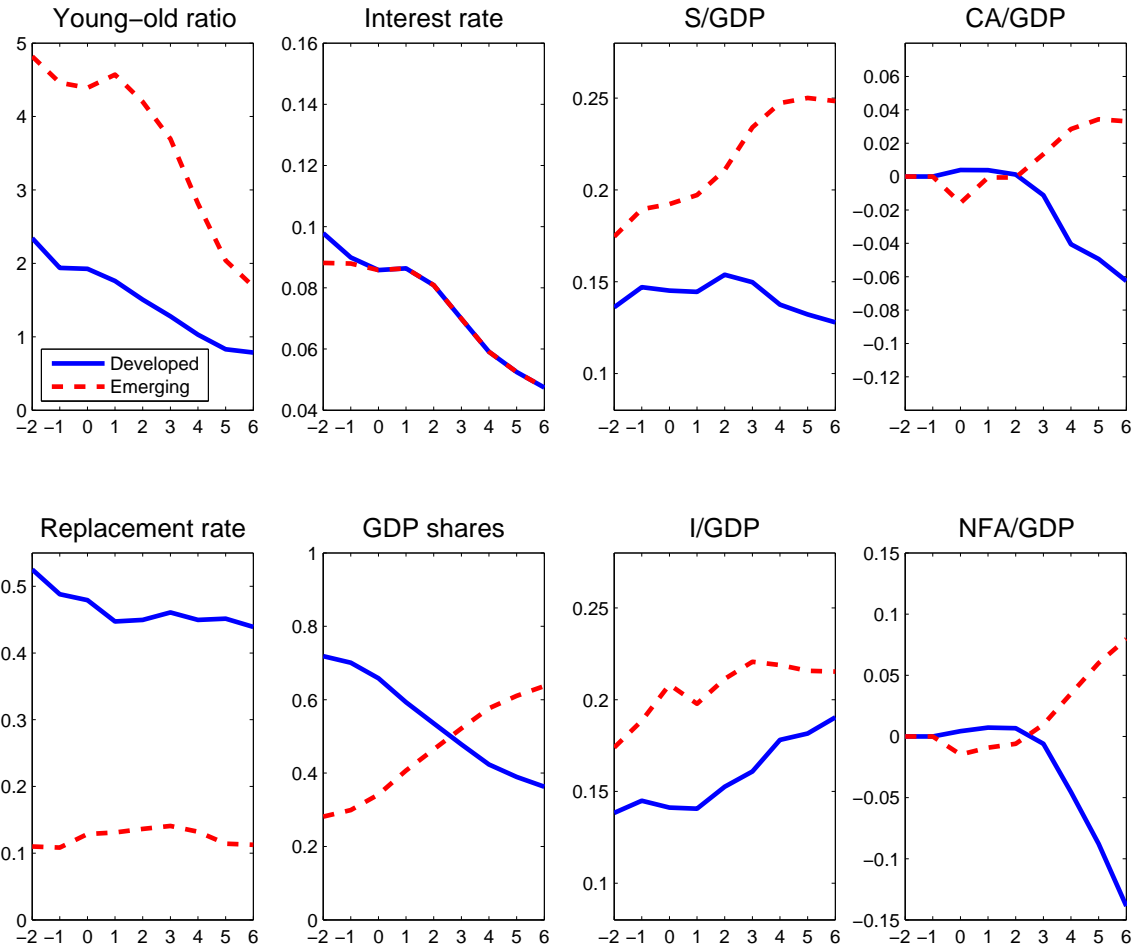 Young−old ratio
5
4
3
2
1
0
Developed
Emerging
−2 −1 0 1 2 3 4 5 6
Interest rate
0.16
0.14
0.12
0.1
0.08
0.06
0.04
−2 −1 0 1 2 3 4 5 6
S/GDP
0.25
0.2
0.15
0.1
−2 −1 0 1 2 3 4 5 6
CA/GDP
0.06
0.04
0.02
0
−0.02
−0.04
−0.06
−0.08
−0.1
−0.12
−2 −1 0 1 2 3 4 5 6
Replacement rate
0.5
0.4
0.3
0.2
0.1
0
−2 −1 0 1 2 3 4 5 6
GDP shares
1
0.8
0.6
0.4
0.2
0
−2 −1 0 1 2 3 4 5 6
I/GDP
0.25
0.2
0.15
0.1
−2 −1 0 1 2 3 4 5 6
NFA/GDP
0.15
0.1
0.05
0
−0.05
−0.1
−0.15
−2 −1 0 1 2 3 4 5 6